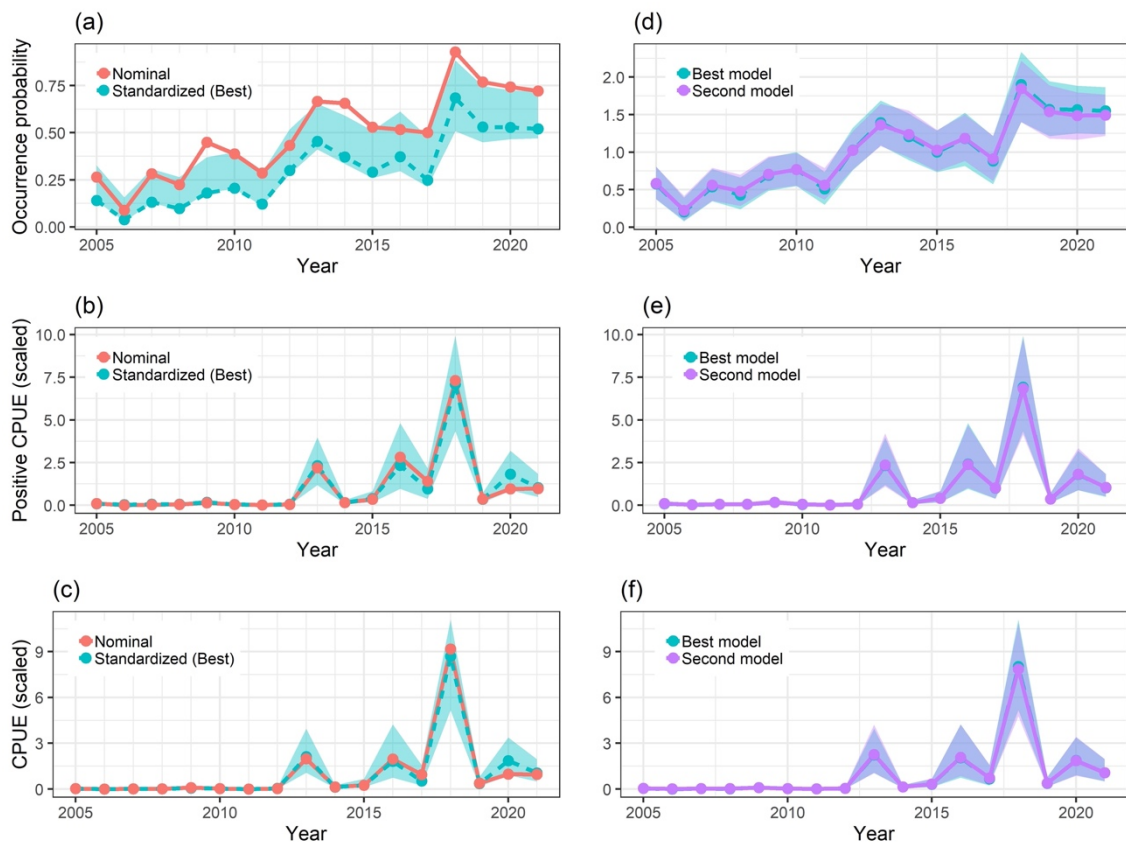 (a)
Occurrence probability
0.75
0.50
0.25
0.00
Nominal
Standardized (Best)
2005 2010 2015 2020
Year
(d)
2.0
1.5
1.0
0.5
0.0
Best model
Second model
2005 2010 2015 2020
Year
(b)
Positive CPUE (scaled)
10.0
7.5
5.0
2.5
0.0
Nominal
Standardized (Best)
2005 2010 2015 2020
Year
(e)
10.0
7.5
5.0
2.5
0.0
Best model
Second model
2005 2010 2015 2020
Year
(c)
CPUE (scaled)
9
6
3
0
Nominal
Standardized (Best)
2005 2010 2015 2020
Year
(f)
9
6
3
0
Best model
Second model
2005 2010 2015 2020
Year